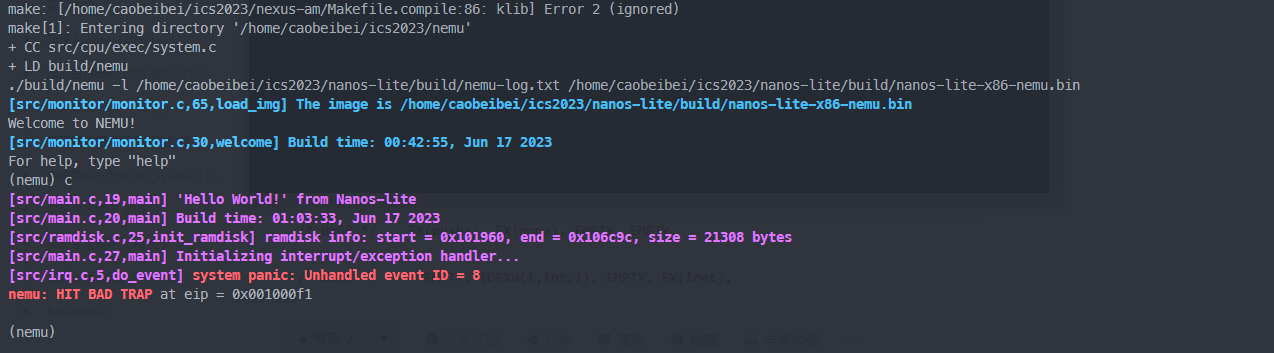 make: [/home/caobeibei/ics2023/nexus-am/Makefile.compile:86: klib] Error 2 (ignored)
make[1]: Entering directory '/home/caobeibei/ics2023/nemu'
+ CC src/cpu/exec/system.c
+ LD build/nemu
./build/nemu -l /home/caobeibei/ics2023/nanos-lite/build/nemu-log.txt /home/caobeibei/ics2023/nanos-lite/build/nanos-lite-x86-nemu.bin
[src/monitor/monitor.c,65,load_img] The image is /home/caobeibei/ics2023/nanos-lite/build/nanos-lite-x86-nemu.bin
Welcome to NEMU!
[src/monitor/monitor.c,30,welcome] Build time: 00:42:55, Jun 17 2023
For help, type "help"
(nemu) c
[src/main.c,19,main] 'Hello World!' from Nanos-lite
[src/main.c,20,main] Build time: 01:03:33, Jun 17 2023
[src/ramdisk.c,25,init_ramdisk] ramdisk info: start = 0x101960, end = 0x106c9c, size = 21308 bytes
[src/main.c,27,main] Initializing interrupt/exception handler...
[src/irq.c,5,do_event] system panic: Unhandled event ID = 8
IDEXW(I,int,1), EMPTY, EX(iret),
nemu: HIT BAD TRAP at eip = 0x001000f1
(nemu)